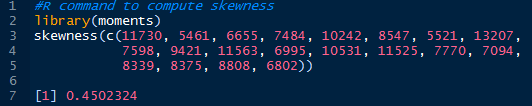 1 #R command to compute skewness
2 library(moments)
3 skewness(c(11730, 5461, 6655, 7484, 10242, 8547, 5521, 13207,
4 7598, 9421, 11563, 6995, 10531, 11525, 7770, 7094,
5 8339, 8375, 8808, 6802))
6
7 [1] 0.4502324